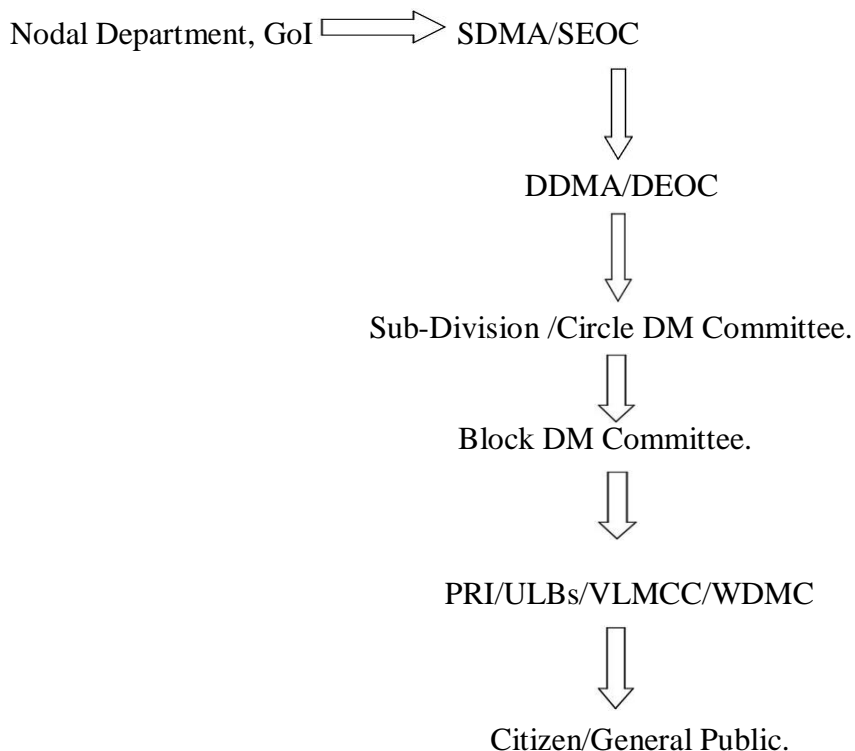 Nodal Department, GoI SDMA/SEOC
DDMA/DEOC
Sub-Division /Circle DM Committee.
Block DM Committee.
PRI/ULBs/VLMCC/WDMC
Citizen/General Public.